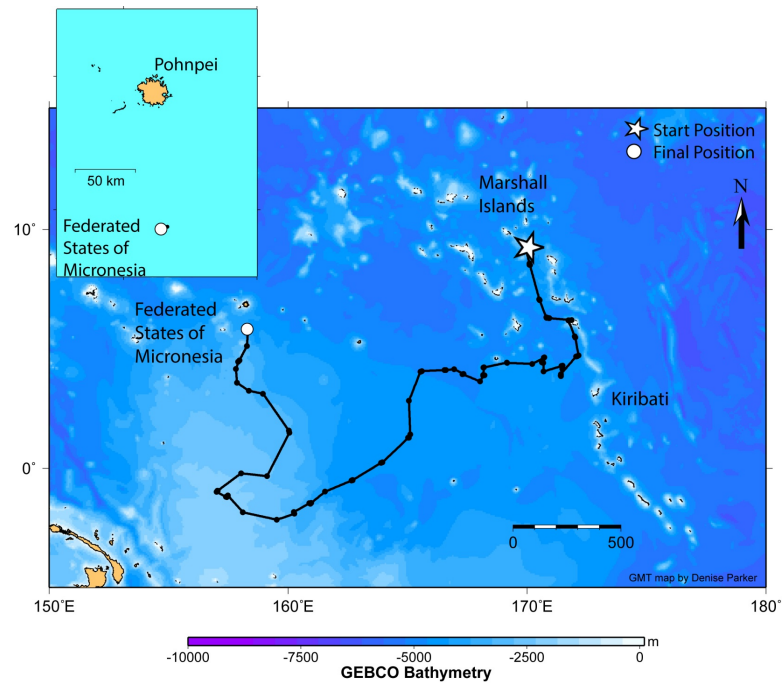 Pohnpei
50 km
Federated
States of
Micronesia
Start Position
Final Position
Marshall
Islands
N
10°
Federated
States of
Micronesia
Kiribati
0°
0 500
GMT map by Denise Parker
150°E 160°E 170°E 180°
-10000 -7500 -5000 -2500 0 m
GEBCO Bathymetry